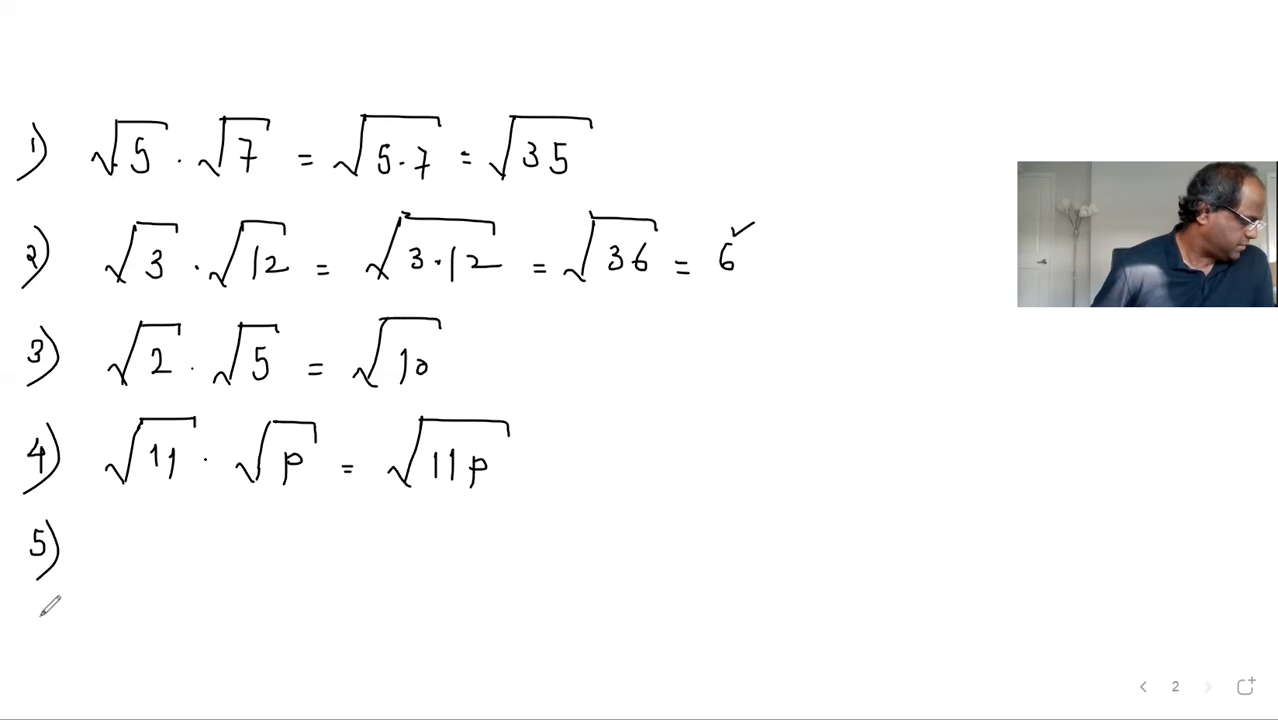 1) √5 · √7 = √5·7 = √35
2) √3 · √12 = √3·12 = √36 = 6 ✓
3) √2 · √5 = √10
4) √11 · √p = √11p
5)
2